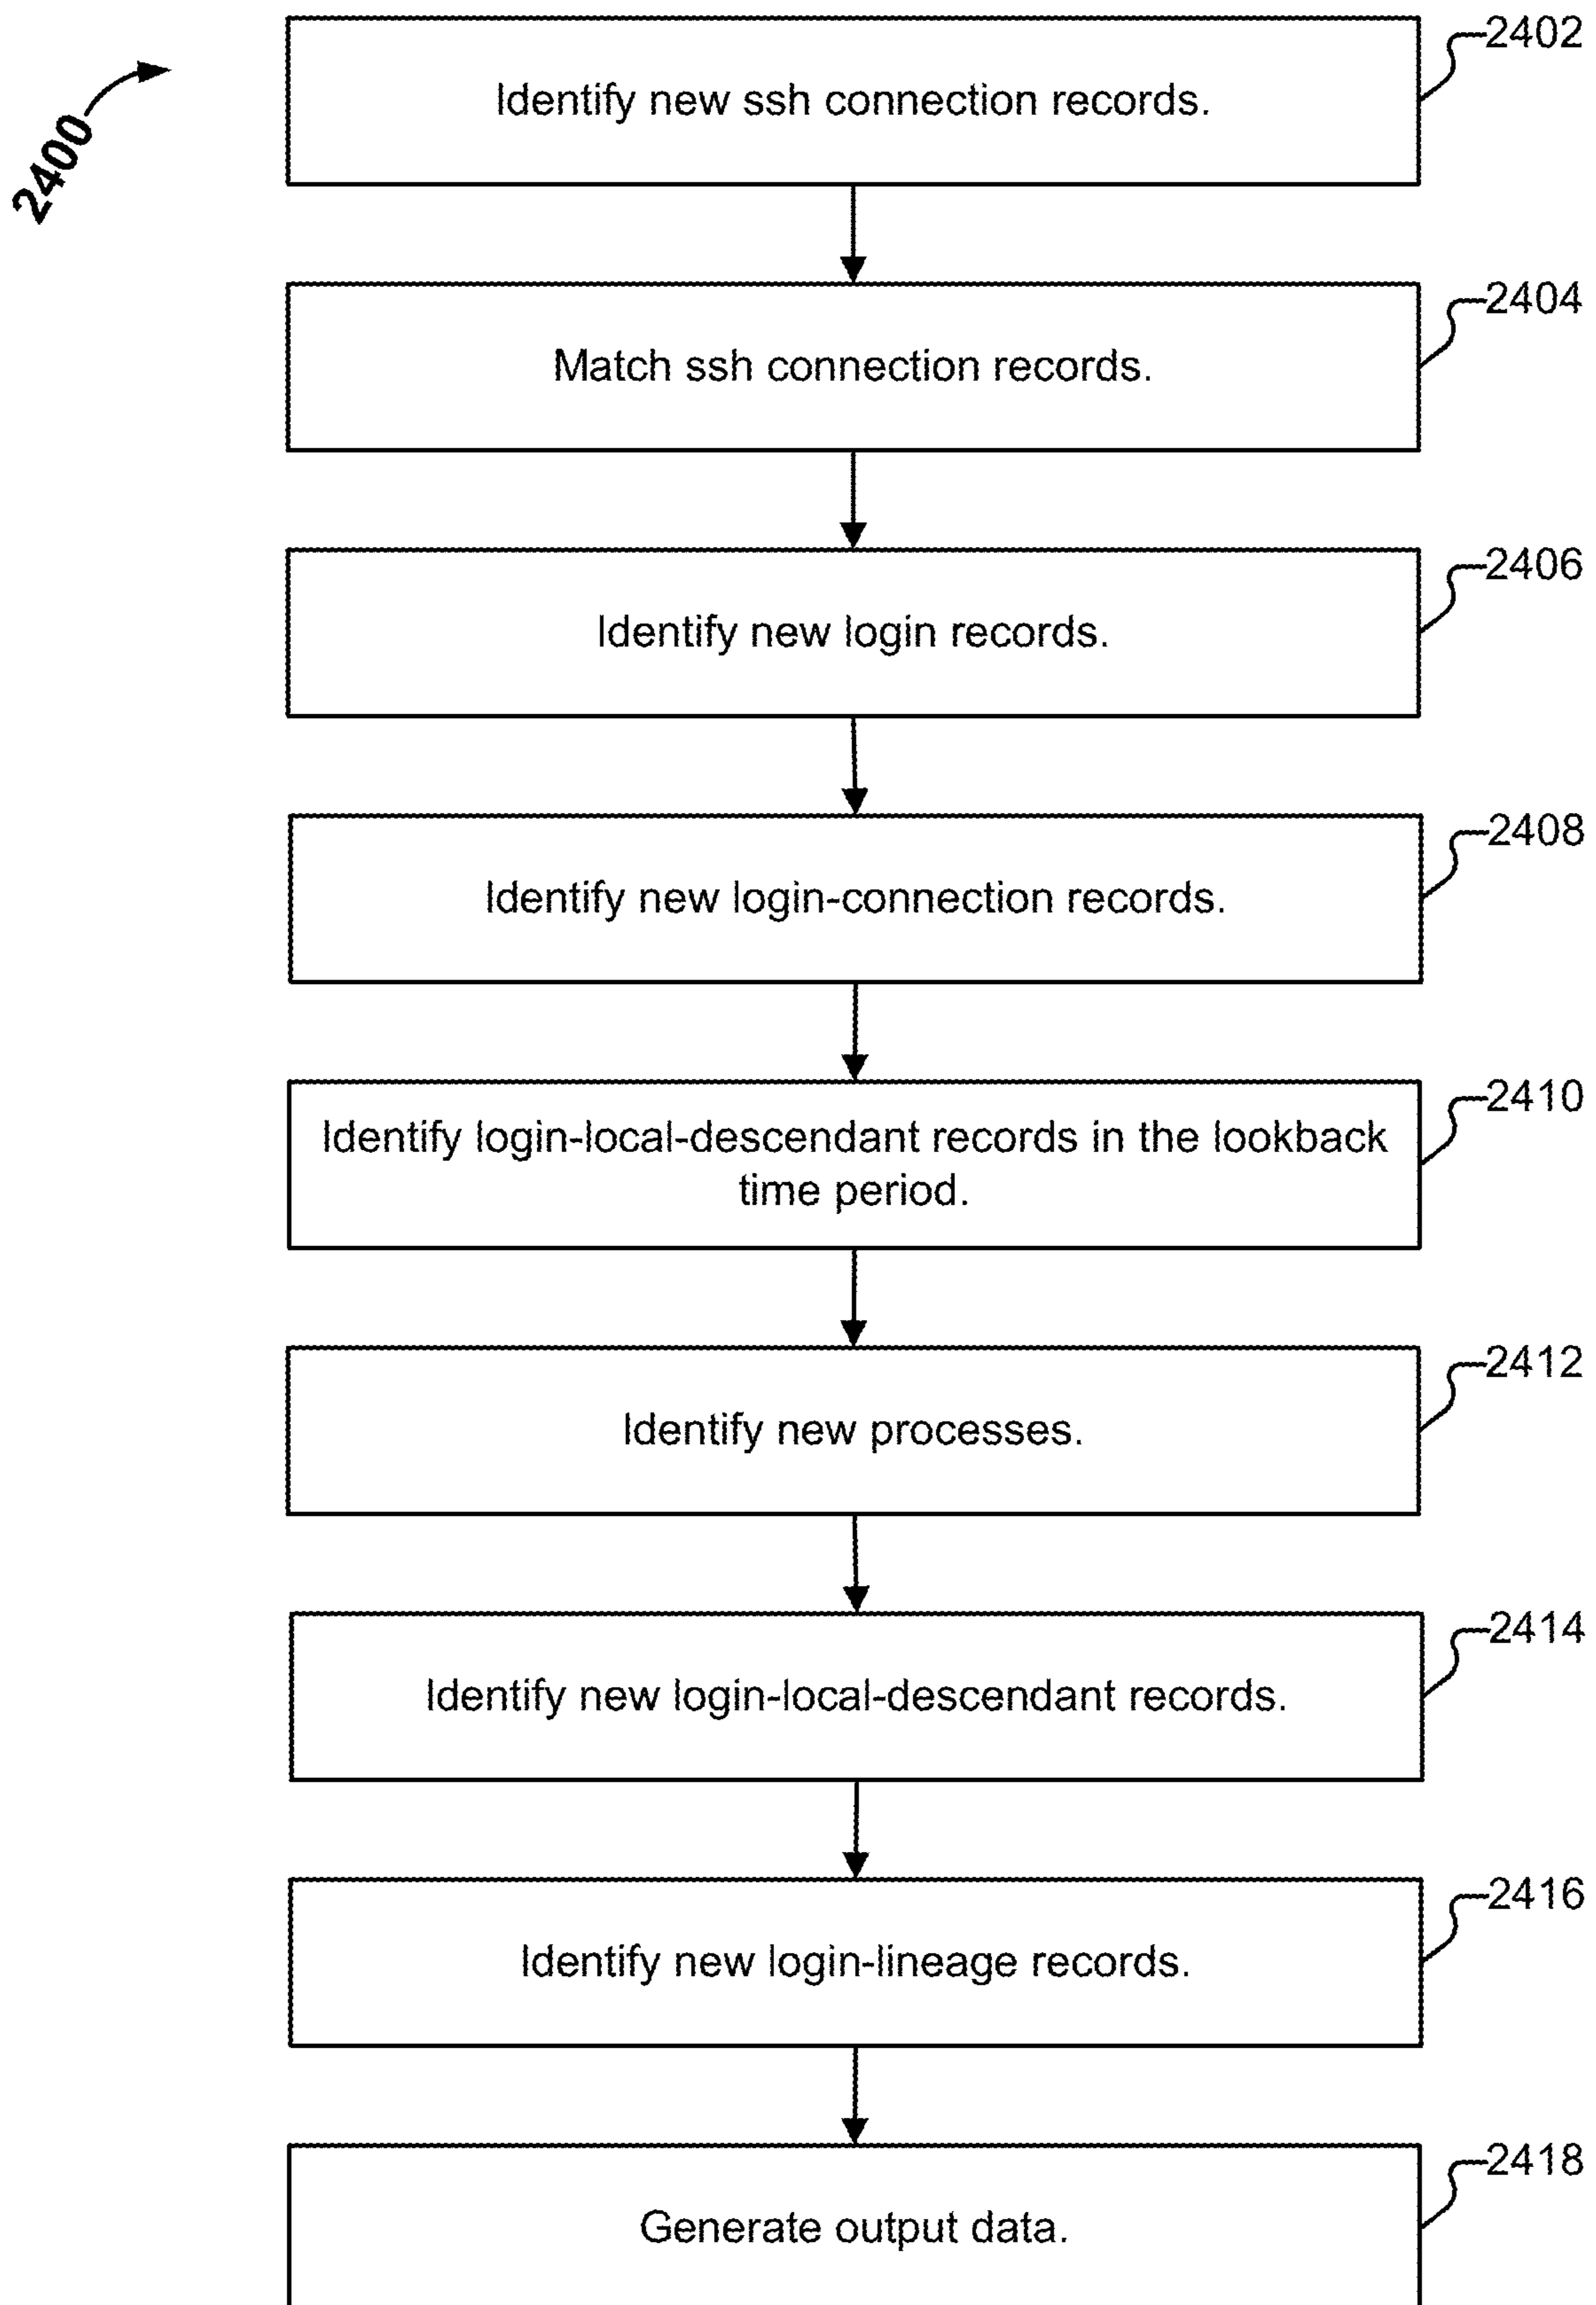 2400
2402
Identify new ssh connection records.
2404
Match ssh connection records.
2406
Identify new login records.
2408
Identify new login-connection records.
2410
Identify login-local-descendant records in the lookback
time period.
2412
Identify new processes.
2414
Identify new login-local-descendant records.
2416
Identify new login-lineage records.
2418
Generate output data.